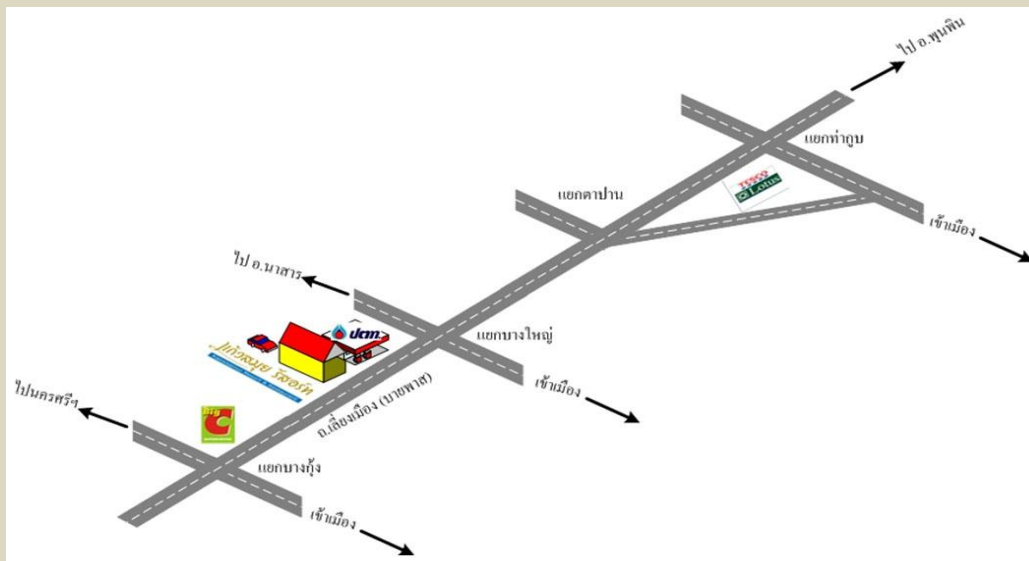 ไป อ.พุนพิน
แยกท่ากูบ
TESCO
Lotus
แยกตาปาน
เข้าเมือง
ไป อ.นาสาร
ปตท.
แยกบางใหญ่
แก้วสมุย รีสอร์ท
เข้าเมือง
ถ.เลี่ยงเมือง (บายพาส)
ไปนครศรีฯ
Big
C
แยกบางกุ้ง
เข้าเมือง